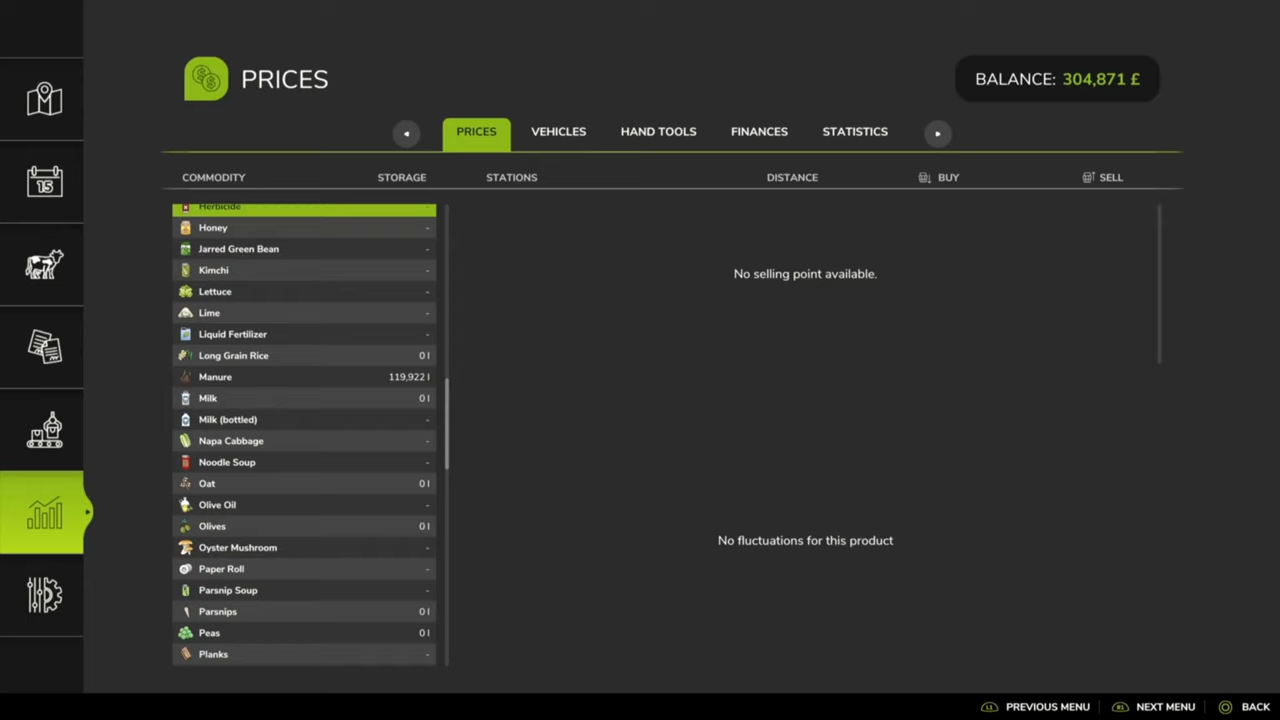 PRICES
BALANCE: 304,871 £
PRICES VEHICLES HAND TOOLS FINANCES STATISTICS
COMMODITY STORAGE STATIONS DISTANCE BUY SELL
Herbicide -
Honey -
Jarred Green Bean -
Kimchi -
Lettuce -
Lime -
Liquid Fertilizer -
Long Grain Rice 0 l
Manure 119,922 l
Milk 0 l
Milk (bottled) -
Napa Cabbage -
Noodle Soup -
Oat 0 l
Olive Oil -
Olives 0 l
Oyster Mushroom -
Paper Roll -
Parsnip Soup -
Parsnips 0 l
Peas 0 l
Planks -
No selling point available.
No fluctuations for this product
15
L1 PREVIOUS MENU R1 NEXT MENU BACK